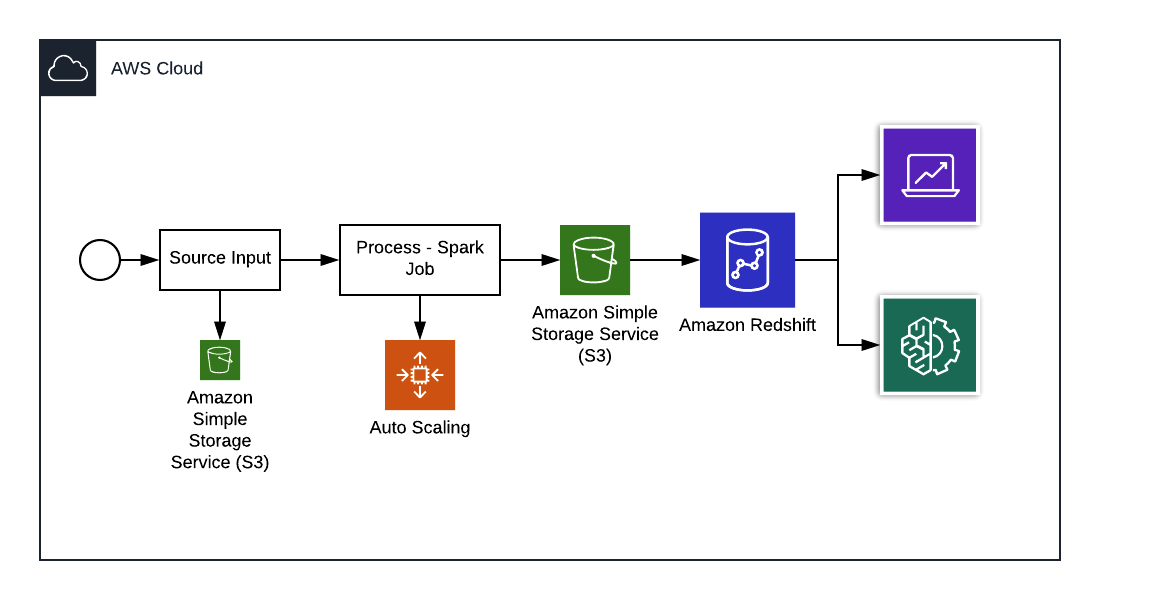 AWS Cloud
Source Input
Process - Spark
Job
Amazon
Simple
Storage
Service (S3)
Auto Scaling
Amazon Simple
Storage Service
(S3)
Amazon Redshift